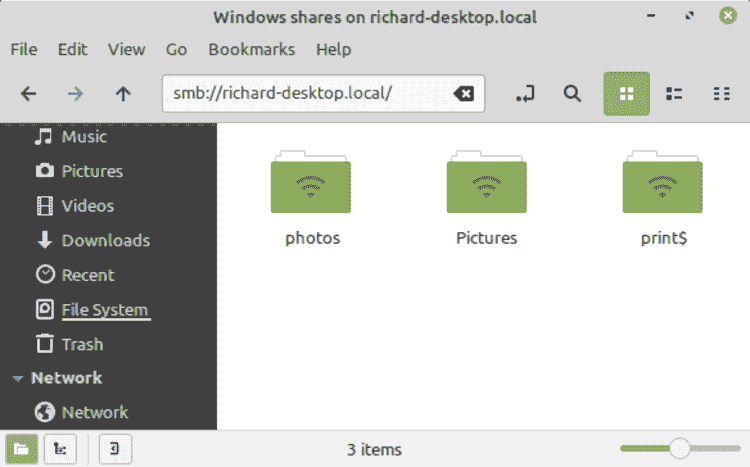 Windows shares on richard-desktop.local
File Edit View Go Bookmarks Help
smb://richard-desktop.local/
Music
Pictures
Videos
Downloads
Recent
File System
Trash
Network
Network
photos Pictures print$
3 items